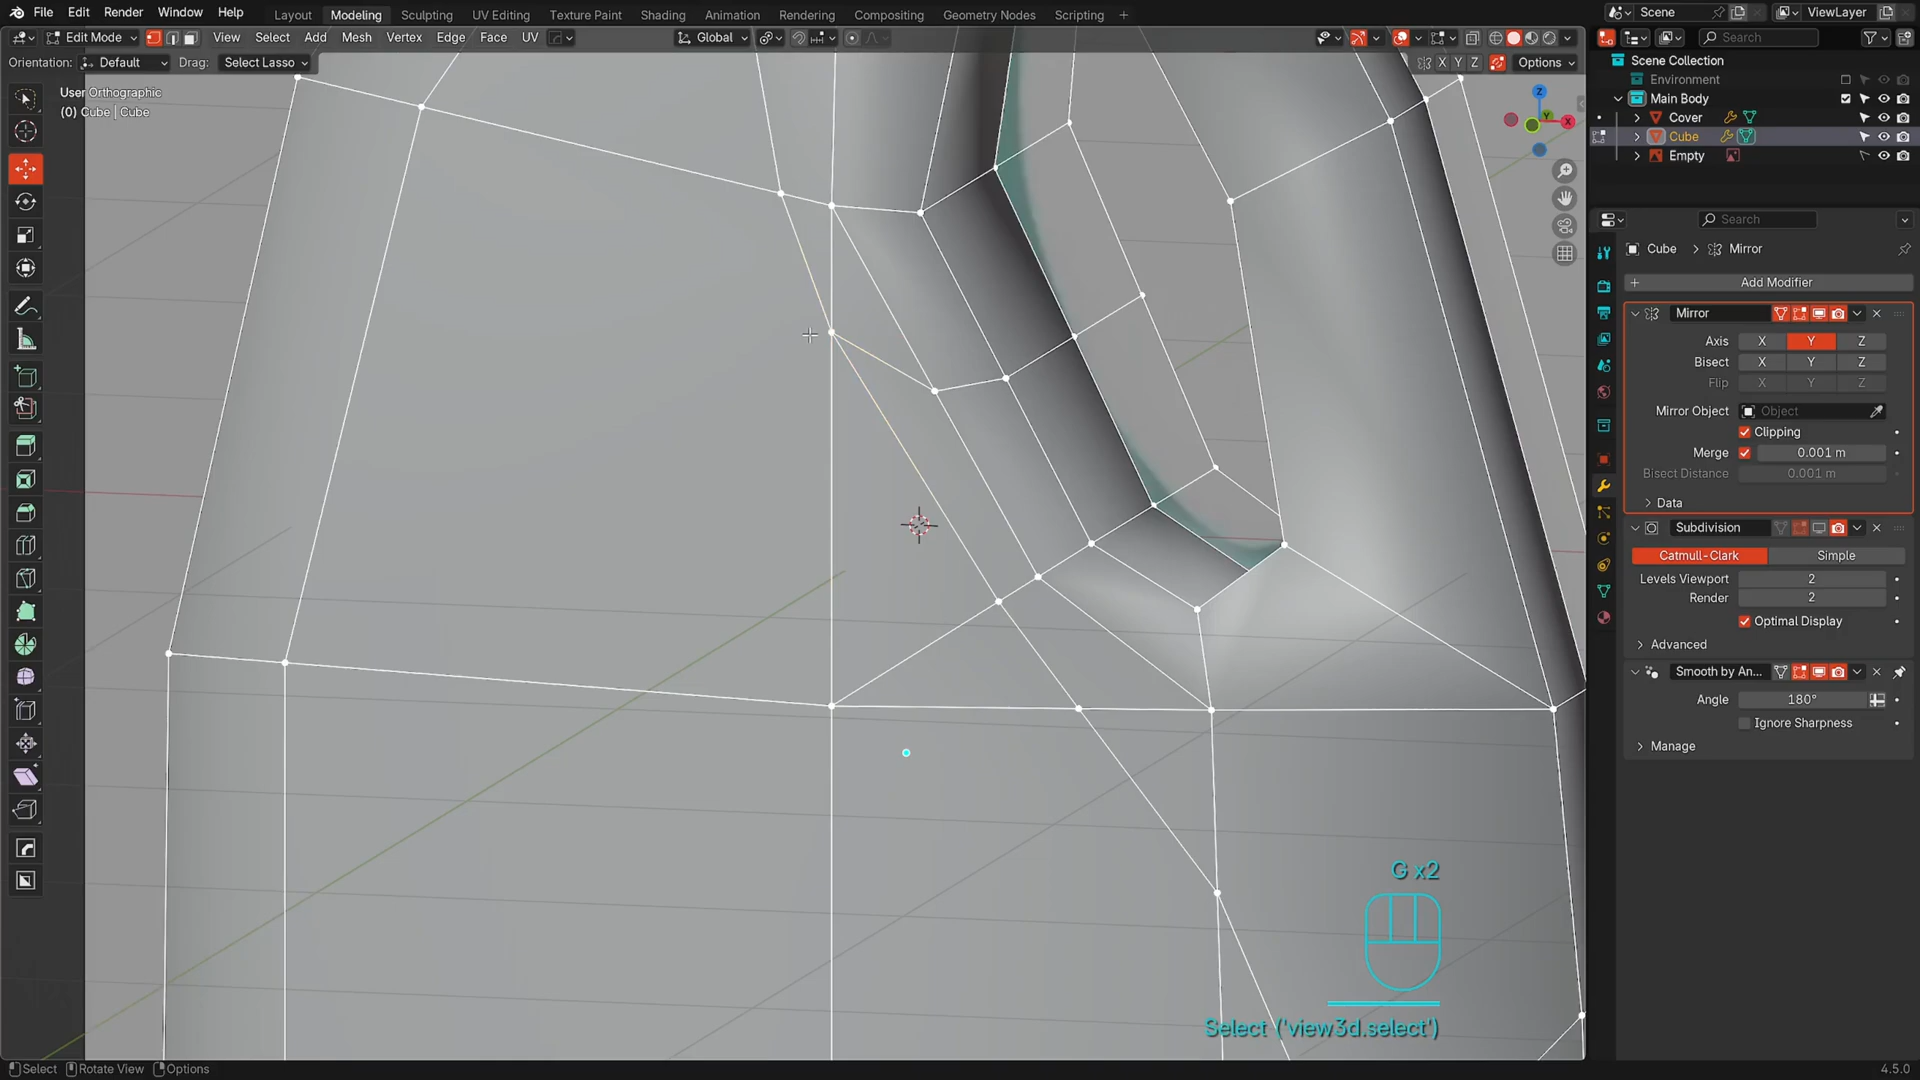 File Edit Render Window Help Layout Modeling Sculpting UV Editing Texture Paint Shading Animation Rendering Compositing Geometry Nodes Scripting + Scene ViewLayer
Edit Mode View Select Add Mesh Vertex Edge Face UV Global Search
Orientation: Default Drag: Select Lasso X Y Z Options
Scene Collection
Environment
Main Body
Cover
Cube
Empty
User Orthographic
(0) Cube | Cube
Z
Y
X
Search
Cube > Mirror
+ Add Modifier
Mirror
Axis X Y Z
Bisect X Y Z
Flip X Y Z
Mirror Object Object
Clipping
Merge 0.001 m
Bisect Distance 0.001 m
Data
Subdivision
Catmull-Clark Simple
Levels Viewport 2
Render 2
Optimal Display
Advanced
Smooth by An...
Angle 180°
Ignore Sharpness
Manage
G x2
Select ('view3d.select')
Select Rotate View Options 4.5.0